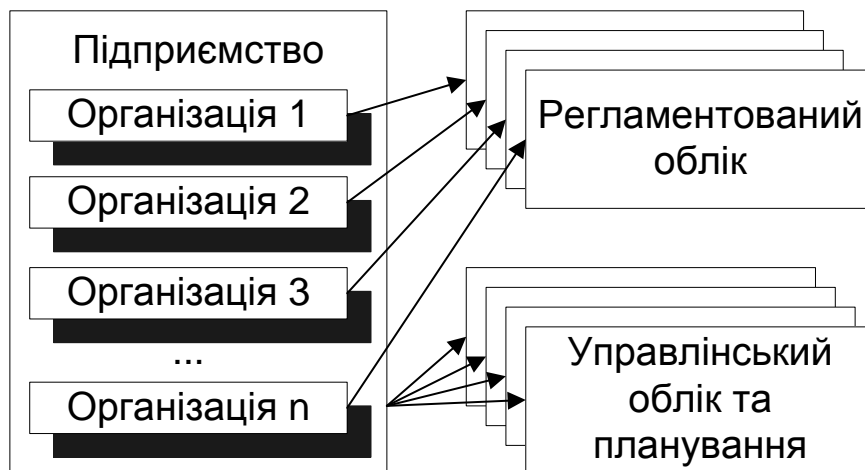 Підприємство
Організація 1
Організація 2
Організація 3
...
Організація n
Регламентований
облік
Управлінський
облік та
планування